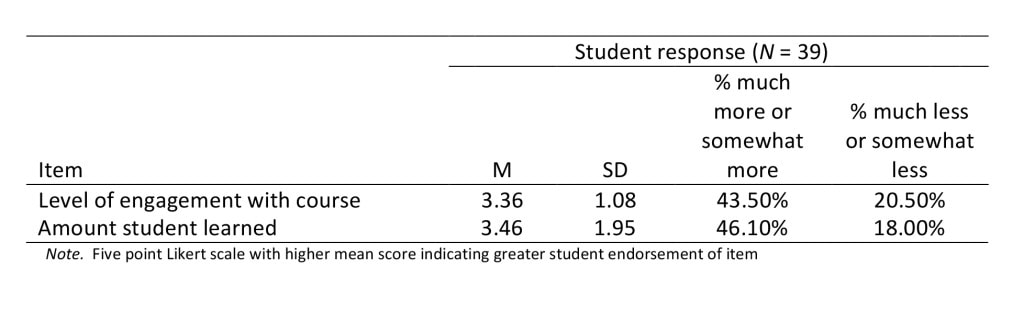 Student response (N = 39)
% much
more or
somewhat
more
% much less
or somewhat
less
Item M SD
Level of engagement with course 3.36 1.08 43.50% 20.50%
Amount student learned 3.46 1.95 46.10% 18.00%
Note. Five point Likert scale with higher mean score indicating greater student endorsement of item